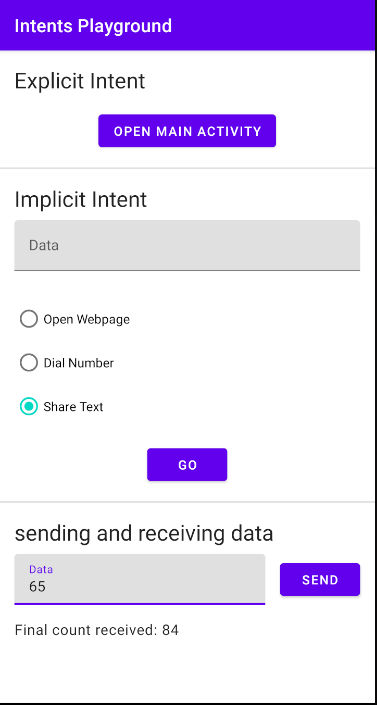 Intents Playground
Explicit Intent
OPEN MAIN ACTIVITY
Implicit Intent
Data
Open Webpage
Dial Number
Share Text
GO
sending and receiving data
Data
65
SEND
Final count received: 84